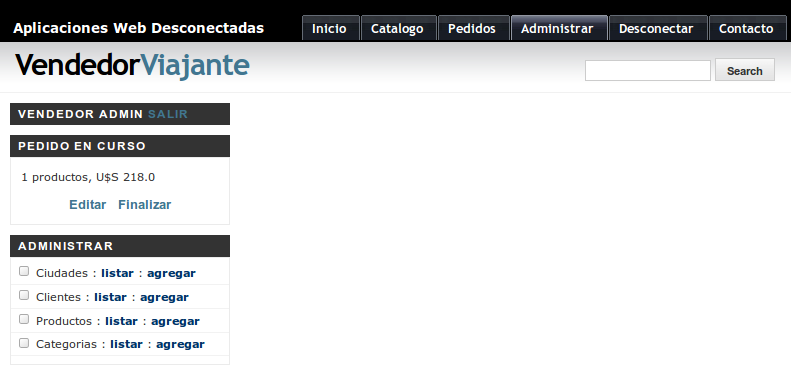 Aplicaciones Web Desconectadas
Inicio Catalogo Pedidos Administrar Desconectar Contacto
VendedorViajante
Search
VENDEDOR ADMIN SALIR
PEDIDO EN CURSO
1 productos, U$S 218.0
Editar Finalizar
ADMINISTRAR
Ciudades : listar : agregar
Clientes : listar : agregar
Productos : listar : agregar
Categorias : listar : agregar